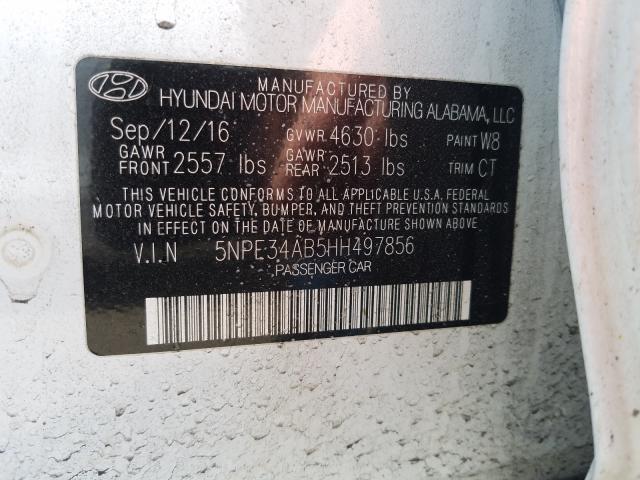 MANUFACTURED BY
HYUNDAI MOTOR MANUFACTURING ALABAMA, LLC
Sep/12/16 GVWR 4630 lbs PAINT W8
GAWR FRONT 2557 lbs GAWR REAR 2513 lbs TRIM CT
THIS VEHICLE CONFORMS TO ALL APPLICABLE U.S.A. FEDERAL
MOTOR VEHICLE SAFETY, BUMPER, AND THEFT PREVENTION STANDARDS
IN EFFECT ON THE DATE OF MANUFACTURE SHOWN ABOVE.
V.I.N 5NPE34AB5HH497856
PASSENGER CAR